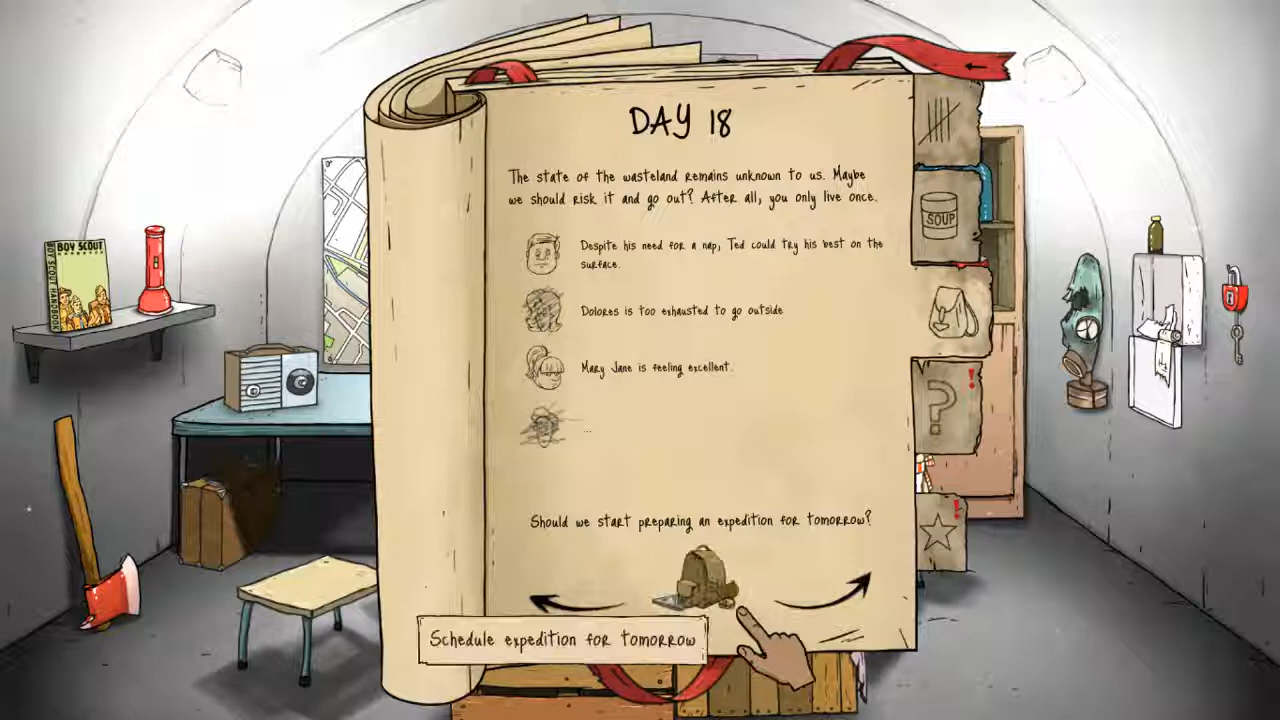 DAY 18
The state of the wasteland remains unknown to us. Maybe
we should risk it and go out? After all, you only live once.
Despite his need for a nap, Ted could try his best on the
surface.
Dolores is too exhausted to go outside
Mary Jane is feeling excellent.
...
Should we start preparing an expedition for tomorrow?
Schedule expedition for tomorrow
SOUP
?
!
!
BOY SCOUT
BOY SCOUT HANDBOOK